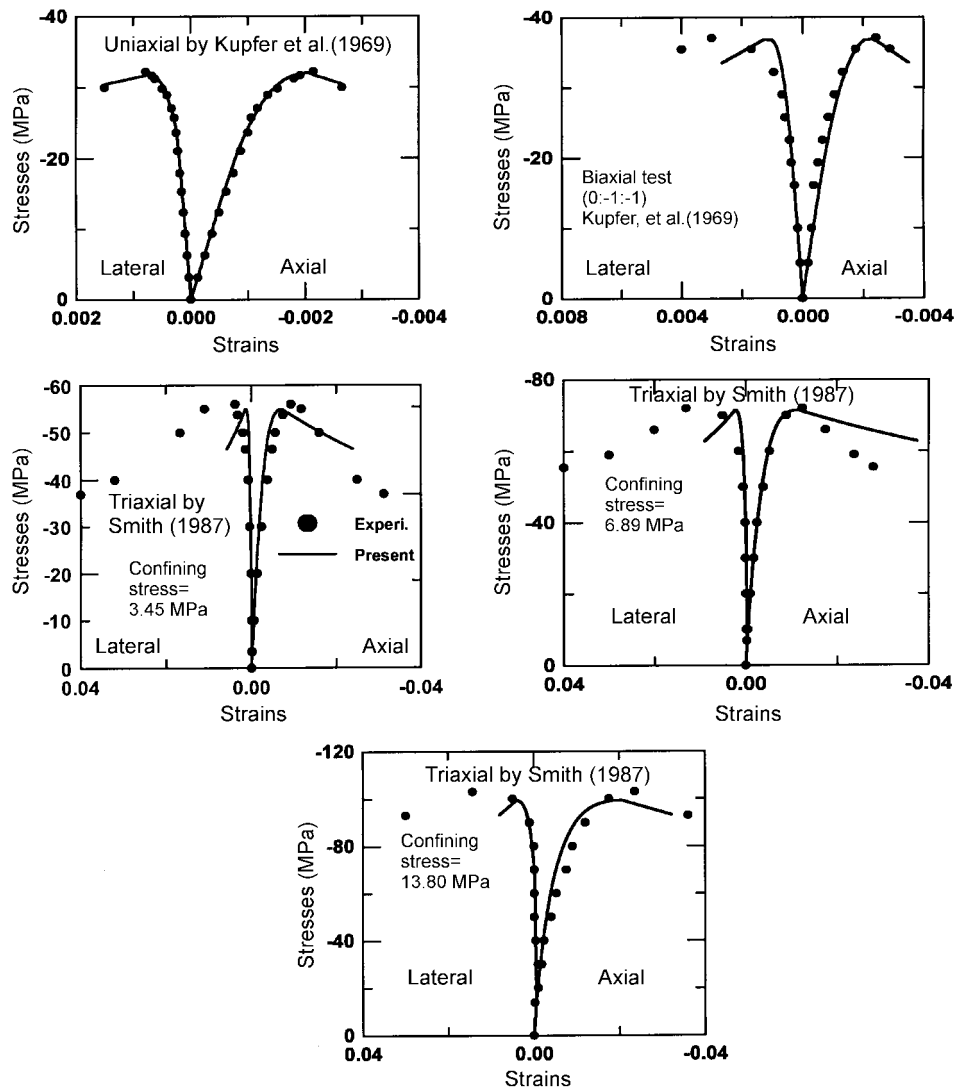 -40
Uniaxial by Kupfer et al.(1969)
-20
Stresses (MPa)
Lateral
Axial
0
0.002
0.000
-0.002
-0.004
Strains
-40
-20
Stresses (MPa)
Biaxial test
(0:-1:-1)
Kupfer, et al.(1969)
Lateral
Axial
0
0.008
0.004
0.000
-0.004
Strains
-60
-50
-40
-30
-20
-10
0
Stresses (MPa)
Triaxial by
Smith (1987)
Experi.
Present
Confining
stress=
3.45 MPa
Lateral
Axial
0.04
0.00
-0.04
Strains
-80
Triaxial by Smith (1987)
-40
Stresses (MPa)
Confining
stress=
6.89 MPa
Lateral
Axial
0
0.04
0.00
-0.04
Strains
-120
Triaxial by Smith (1987)
-80
-40
0
Stresses (MPa)
Confining
stress=
13.80 MPa
Lateral
Axial
0.04
0.00
-0.04
Strains